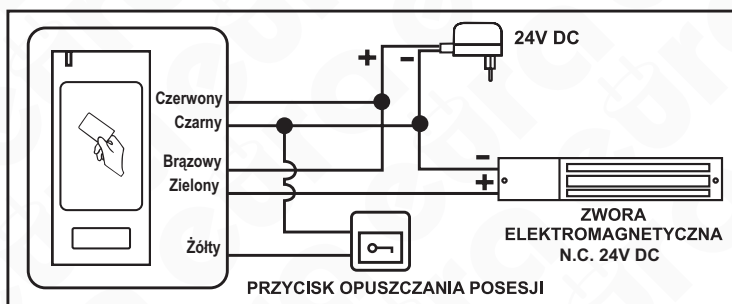 24V DC
+
–
Czerwony
Czarny
Brązowy
Zielony
Żółty
–
+
ZWORA
ELEKTROMAGNETYCZNA
N.C. 24V DC
PRZYCISK OPUSZCZANIA POSESJI